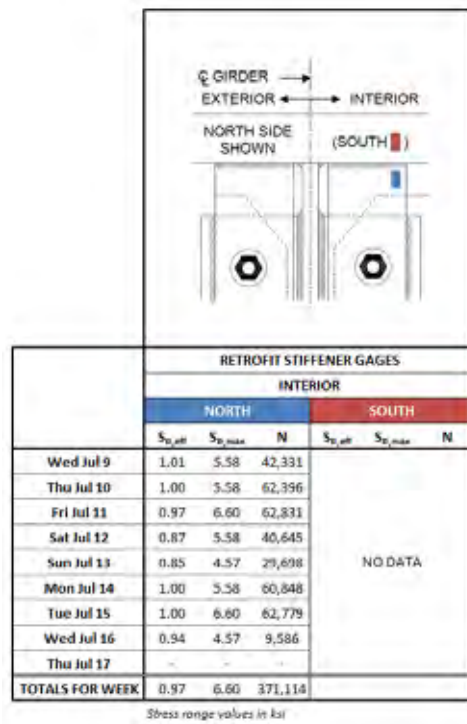 ℄ GIRDER
EXTERIOR INTERIOR
NORTH SIDE SHOWN (SOUTH )
RETROFIT STIFFENER GAGES
INTERIOR
NORTH SOUTH
SR,eff SR,max N SR,eff SR,max N
Wed Jul 9 1.01 5.58 42,331
Thu Jul 10 1.00 5.58 62,396
Fri Jul 11 0.97 6.60 62,831
Sat Jul 12 0.87 5.58 40,645
Sun Jul 13 0.85 4.57 29,698
NO DATA
Mon Jul 14 1.00 5.58 60,848
Tue Jul 15 1.00 6.60 62,779
Wed Jul 16 0.94 4.57 9,586
Thu Jul 17 - - -
TOTALS FOR WEEK 0.97 6.60 371,114
Stress range values in ksi